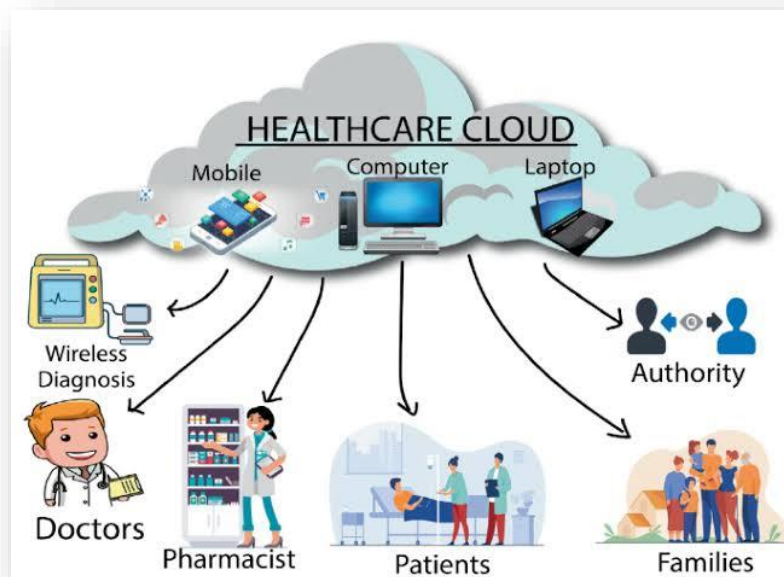 HEALTHCARE CLOUD
Mobile
Computer
Laptop
Wireless
Diagnosis
Authority
Doctors
Pharmacist
Patients
Families